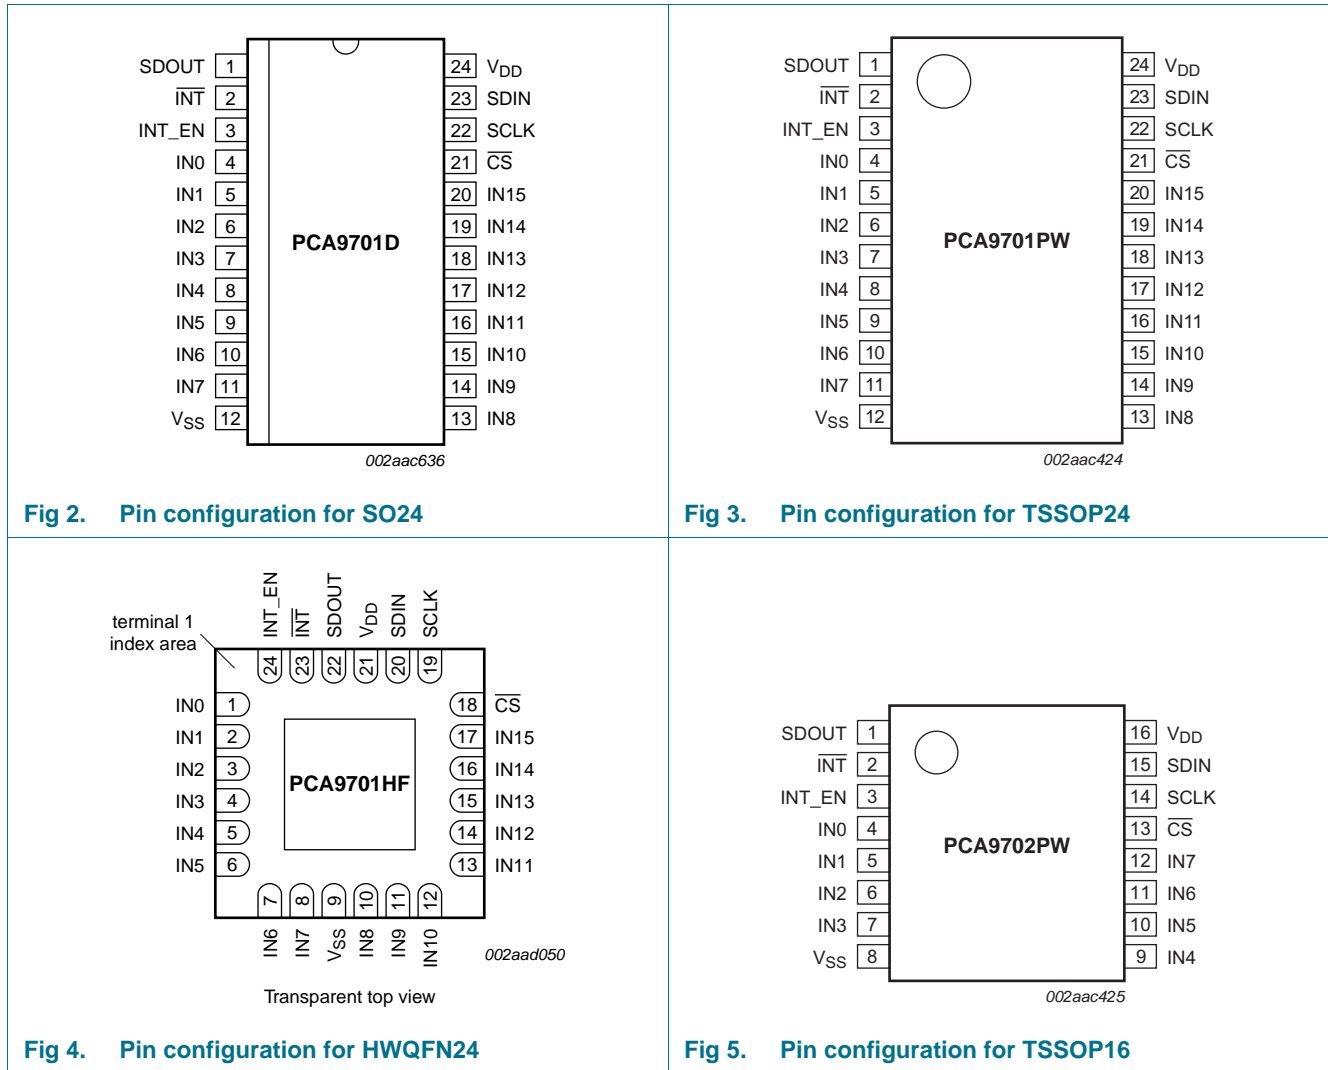 SDOUT 1 24 VDD
INT 2 23 SDIN
INT_EN 3 22 SCLK
IN0 4 21 CS
IN1 5 20 IN15
IN2 6 19 IN14
IN3 7 PCA9701D 18 IN13
IN4 8 17 IN12
IN5 9 16 IN11
IN6 10 15 IN10
IN7 11 14 IN9
VSS 12 13 IN8
002aac636
Fig 2. Pin configuration for SO24
SDOUT 1 24 VDD
INT 2 23 SDIN
INT_EN 3 22 SCLK
IN0 4 21 CS
IN1 5 20 IN15
IN2 6 19 IN14
IN3 7 PCA9701PW 18 IN13
IN4 8 17 IN12
IN5 9 16 IN11
IN6 10 15 IN10
IN7 11 14 IN9
VSS 12 13 IN8
002aac424
Fig 3. Pin configuration for TSSOP24
terminal 1
index area
INT_EN INT SDOUT VDD SDIN SCLK
24 23 22 21 20 19
IN0 1 18 CS
IN1 2 17 IN15
IN2 3 16 IN14
PCA9701HF
IN3 4 15 IN13
IN4 5 14 IN12
IN5 6 13 IN11
7 8 9 10 11 12
IN6 IN7 VSS IN8 IN9 IN10
002aad050
Transparent top view
Fig 4. Pin configuration for HWQFN24
SDOUT 1 16 VDD
INT 2 15 SDIN
INT_EN 3 14 SCLK
IN0 4 13 CS
PCA9702PW
IN1 5 12 IN7
IN2 6 11 IN6
IN3 7 10 IN5
VSS 8 9 IN4
002aac425
Fig 5. Pin configuration for TSSOP16